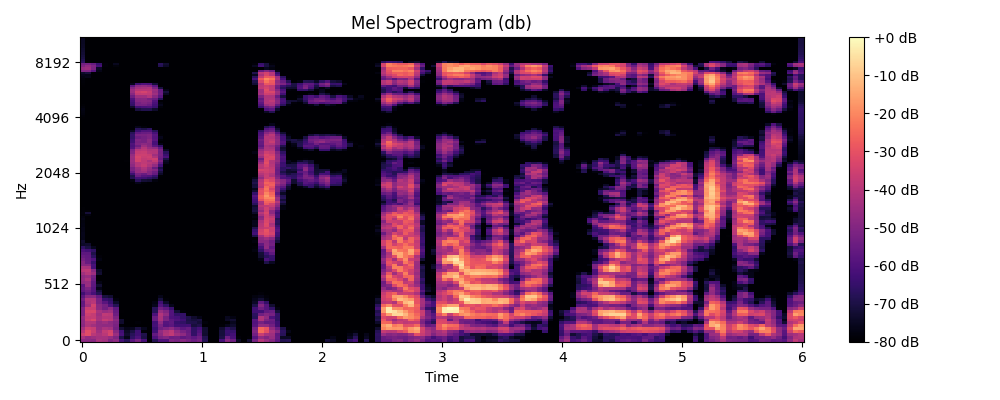 Mel Spectrogram (db)
Hz
8192
4096
2048
1024
512
0
0 1 2 3 4 5 6
Time
+0 dB
-10 dB
-20 dB
-30 dB
-40 dB
-50 dB
-60 dB
-70 dB
-80 dB